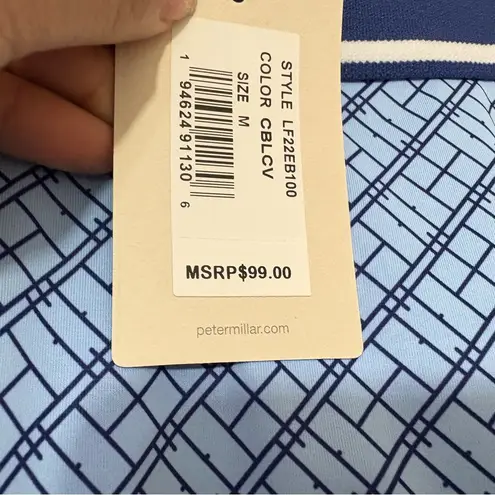 STYLE LF22EB100
COLOR CBLCV
SIZE M
1 94624 91130 6
MSRP$99.00
petermillar.com